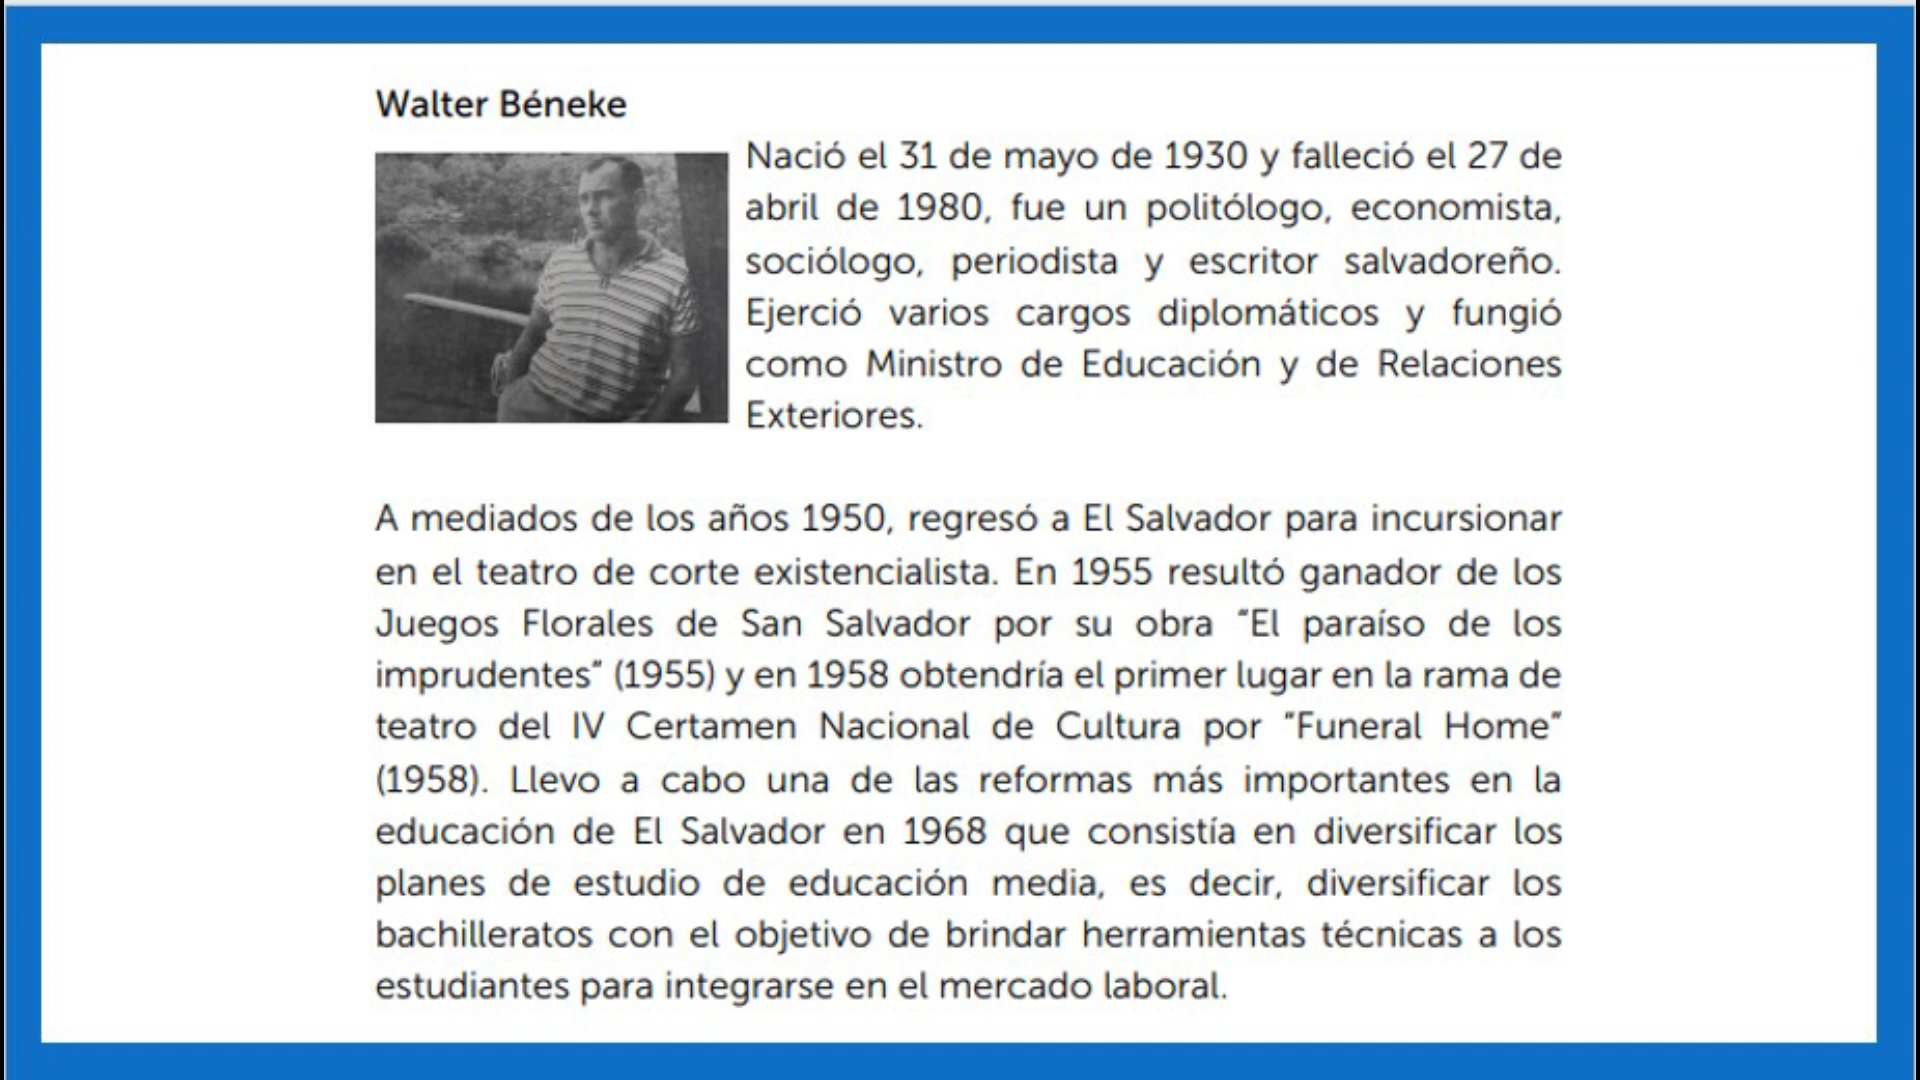 Walter Béneke
Nació el 31 de mayo de 1930 y falleció el 27 de
abril de 1980, fue un politólogo, economista,
sociólogo, periodista y escritor salvadoreño.
Ejerció varios cargos diplomáticos y fungió
como Ministro de Educación y de Relaciones
Exteriores.
A mediados de los años 1950, regresó a El Salvador para incursionar
en el teatro de corte existencialista. En 1955 resultó ganador de los
Juegos Florales de San Salvador por su obra “El paraíso de los
imprudentes” (1955) y en 1958 obtendría el primer lugar en la rama de
teatro del IV Certamen Nacional de Cultura por “Funeral Home”
(1958). Llevo a cabo una de las reformas más importantes en la
educación de El Salvador en 1968 que consistía en diversificar los
planes de estudio de educación media, es decir, diversificar los
bachilleratos con el objetivo de brindar herramientas técnicas a los
estudiantes para integrarse en el mercado laboral.